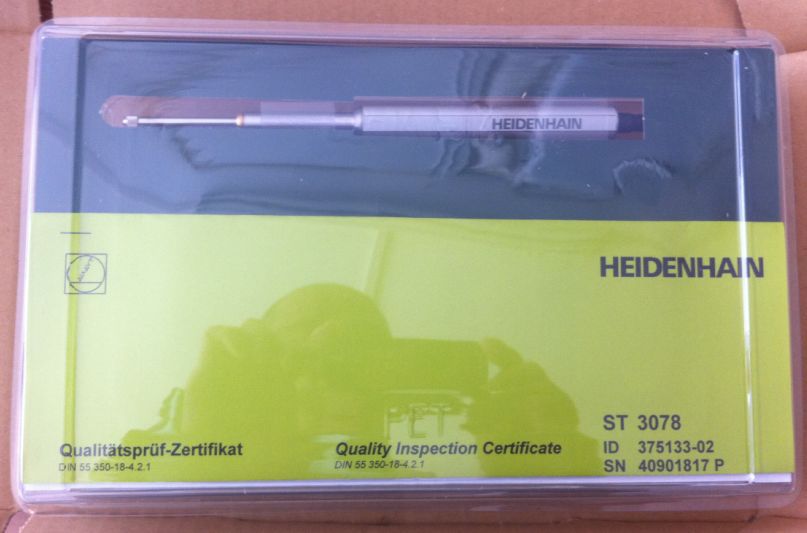 HEIDENHAIN
HEIDENHAIN
PET
ST 3078
Qualitätsprüf-Zertifikat
DIN 55 350-18-4.2.1
Quality Inspection Certificate
DIN 55 350-18-4.2.1
ID 375133-02
SN 40901817 P